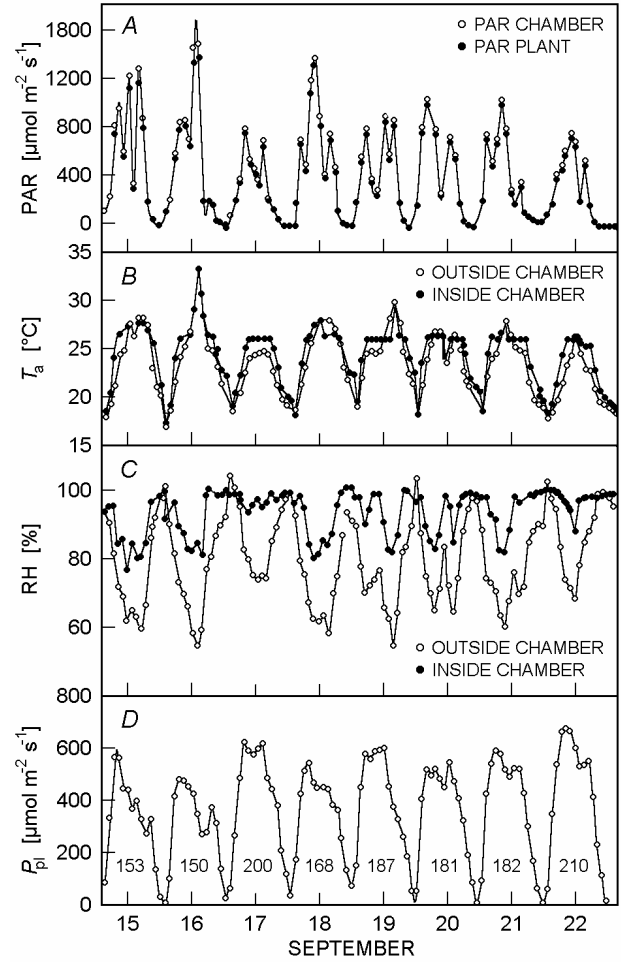 A
PAR CHAMBER
PAR PLANT
PAR [µmol m⁻² s⁻¹]
1800
1200
800
400
0
B
OUTSIDE CHAMBER
INSIDE CHAMBER
Tₐ [°C]
35
30
25
20
15
C
RH [%]
100
80
60
OUTSIDE CHAMBER
INSIDE CHAMBER
D
Ppl [µmol m⁻² s⁻¹]
800
600
400
200
0
153 150 200 168 187 181 182 210
15 16 17 18 19 20 21 22
SEPTEMBER